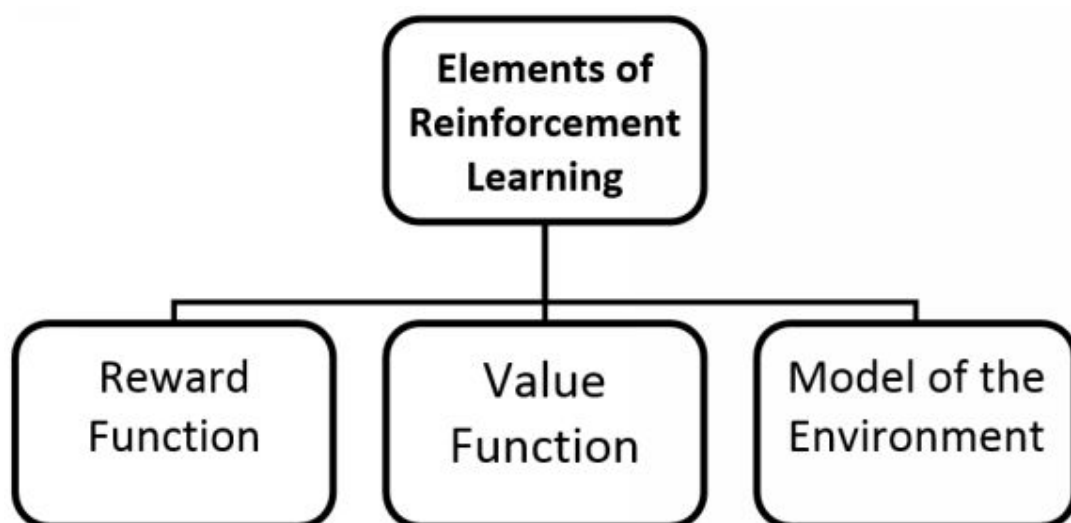 Elements of
Reinforcement
Learning
Reward
Function
Value
Function
Model of the
Environment